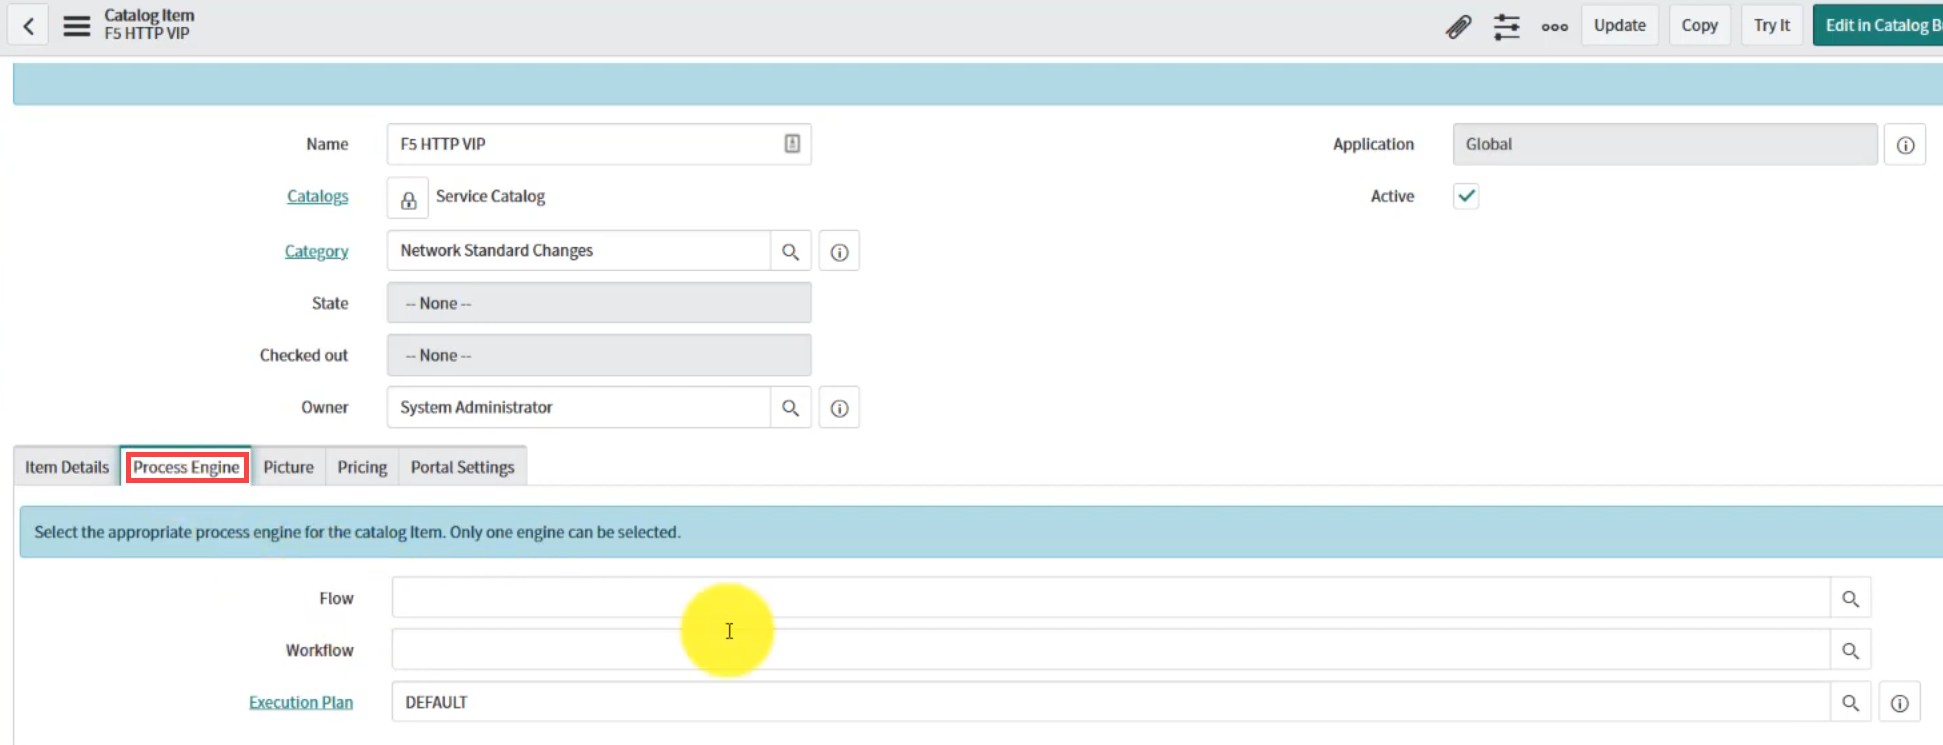 Catalog Item
F5 HTTP VIP
Update
Copy
Try It
Edit in Catalog B
Name
F5 HTTP VIP
Application
Global
Catalogs
Service Catalog
Active
Category
Network Standard Changes
State
-- None --
Checked out
-- None --
Owner
System Administrator
Item Details
Process Engine
Picture
Pricing
Portal Settings
Select the appropriate process engine for the catalog Item. Only one engine can be selected.
Flow
Workflow
Execution Plan
DEFAULT